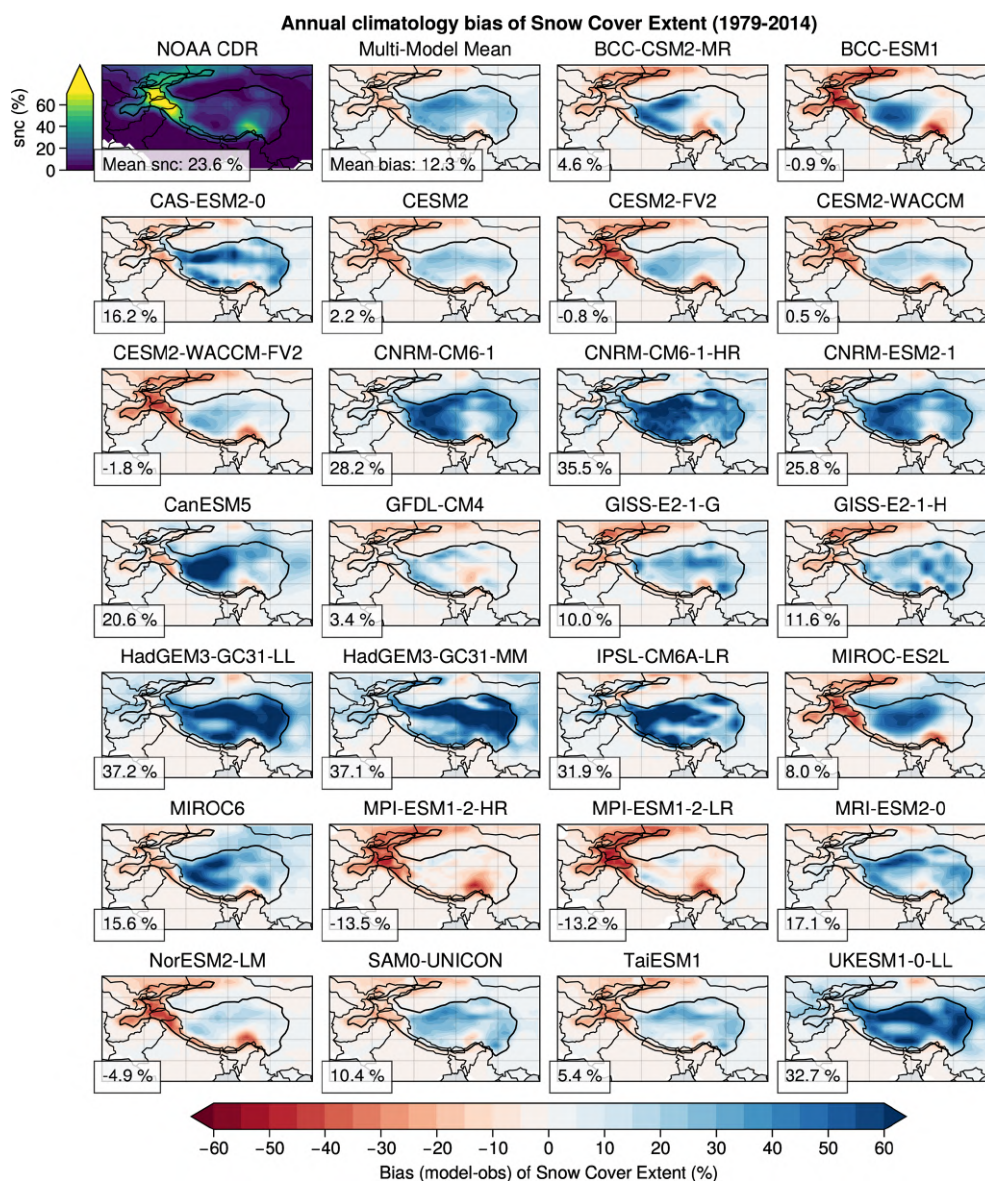 Annual climatology bias of Snow Cover Extent (1979-2014)
NOAA CDR
Multi-Model Mean
BCC-CSM2-MR
BCC-ESM1
snc (%)
60
40
20
0
Mean snc: 23.6 %
Mean bias: 12.3 %
4.6 %
-0.9 %
CAS-ESM2-0
CESM2
CESM2-FV2
CESM2-WACCM
16.2 %
2.2 %
-0.8 %
0.5 %
CESM2-WACCM-FV2
CNRM-CM6-1
CNRM-CM6-1-HR
CNRM-ESM2-1
-1.8 %
28.2 %
35.5 %
25.8 %
CanESM5
GFDL-CM4
GISS-E2-1-G
GISS-E2-1-H
20.6 %
3.4 %
10.0 %
11.6 %
HadGEM3-GC31-LL
HadGEM3-GC31-MM
IPSL-CM6A-LR
MIROC-ES2L
37.2 %
37.1 %
31.9 %
8.0 %
MIROC6
MPI-ESM1-2-HR
MPI-ESM1-2-LR
MRI-ESM2-0
15.6 %
-13.5 %
-13.2 %
17.1 %
NorESM2-LM
SAM0-UNICON
TaiESM1
UKESM1-0-LL
-4.9 %
10.4 %
5.4 %
32.7 %
−60 −50 −40 −30 −20 −10 0 10 20 30 40 50 60
Bias (model-obs) of Snow Cover Extent (%)